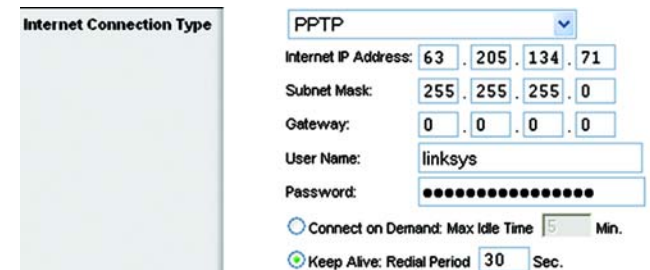 Internet Connection Type
PPTP
Internet IP Address: 63 . 205 . 134 . 71
Subnet Mask: 255 . 255 . 255 . 0
Gateway: 0 . 0 . 0 . 0
User Name: linksys
Password: ●●●●●●●●●●●●●●●●
Connect on Demand: Max Idle Time 5 Min.
Keep Alive: Redial Period 30 Sec.